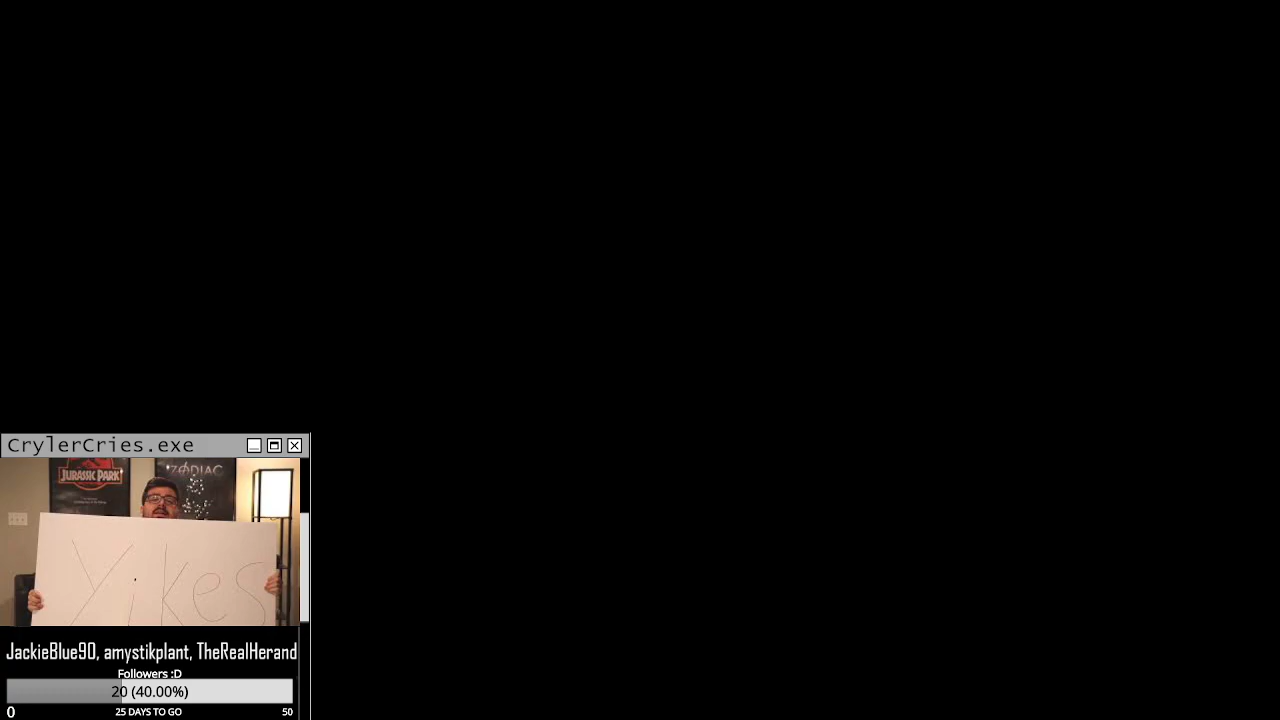 CrylerCries.exe
JURASSIC PARK
ZODIAC
Yikes
JackieBlue90, amystikplant, TheRealHerand
Followers :D
20 (40.00%)
0 25 DAYS TO GO 50